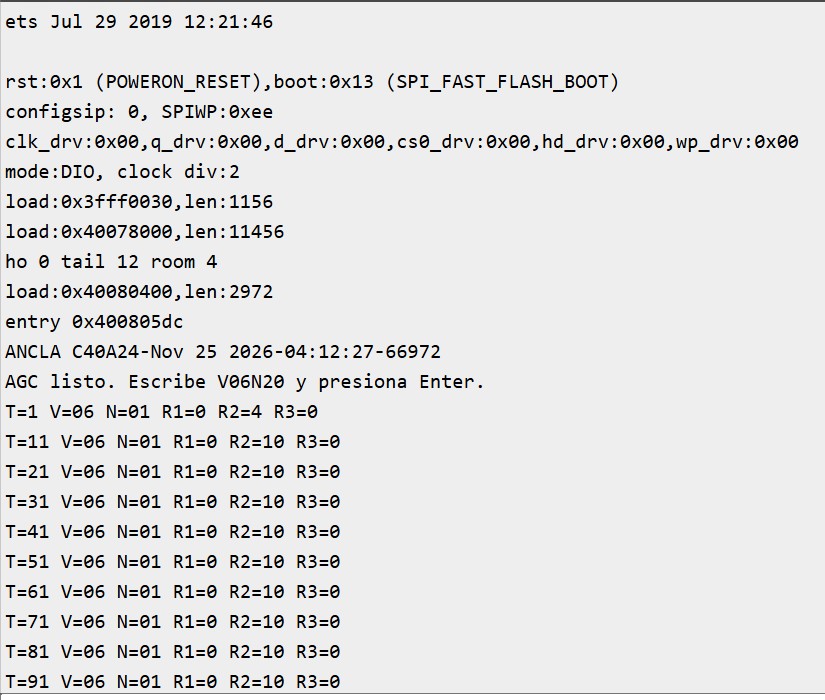 ets Jul 29 2019 12:21:46
rst:0x1 (POWERON_RESET),boot:0x13 (SPI_FAST_FLASH_BOOT)
configsip: 0, SPIWP:0xee
clk_drv:0x00,q_drv:0x00,d_drv:0x00,cs0_drv:0x00,hd_drv:0x00,wp_drv:0x00
mode:DIO, clock div:2
load:0x3fff0030,len:1156
load:0x40078000,len:11456
ho 0 tail 12 room 4
load:0x40080400,len:2972
entry 0x400805dc
ANCLA C40A24-Nov 25 2026-04:12:27-66972
AGC listo. Escribe V06N20 y presiona Enter.
T=1 V=06 N=01 R1=0 R2=4 R3=0
T=11 V=06 N=01 R1=0 R2=10 R3=0
T=21 V=06 N=01 R1=0 R2=10 R3=0
T=31 V=06 N=01 R1=0 R2=10 R3=0
T=41 V=06 N=01 R1=0 R2=10 R3=0
T=51 V=06 N=01 R1=0 R2=10 R3=0
T=61 V=06 N=01 R1=0 R2=10 R3=0
T=71 V=06 N=01 R1=0 R2=10 R3=0
T=81 V=06 N=01 R1=0 R2=10 R3=0
T=91 V=06 N=01 R1=0 R2=10 R3=0